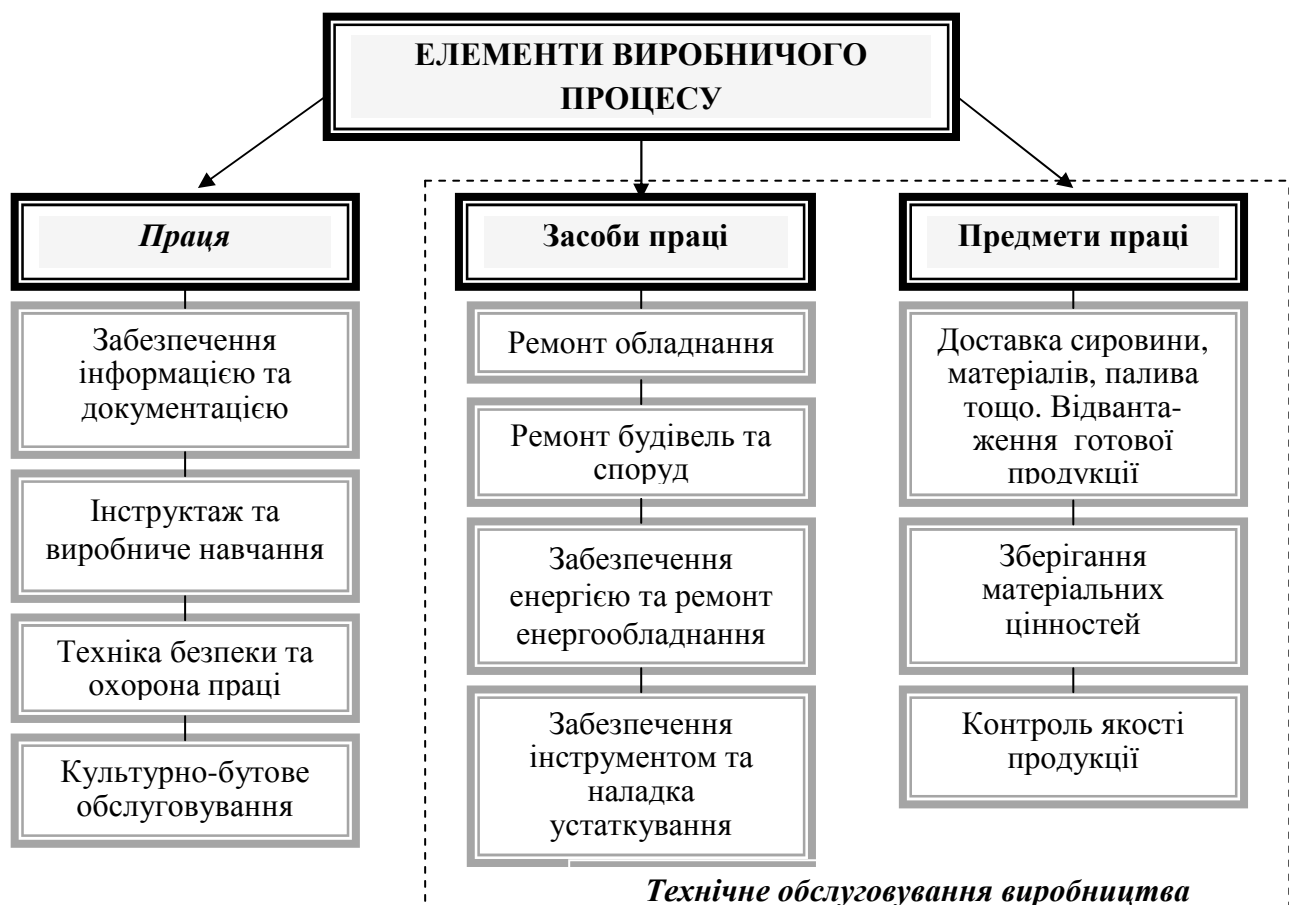 ЕЛЕМЕНТИ ВИРОБНИЧОГО
ПРОЦЕСУ
Праця
Забезпечення
інформацією та
документацією
Інструктаж та
виробниче навчання
Техніка безпеки та
охорона праці
Культурно-бутове
обслуговування
Засоби праці
Ремонт обладнання
Ремонт будівель та
споруд
Забезпечення
енергією та ремонт
енергообладнання
Забезпечення
інструментом та
наладка
устаткування
Предмети праці
Доставка сировини,
матеріалів, палива
тощо. Відванта-
ження готової
продукції
Зберігання
матеріальних
цінностей
Контроль якості
продукції
Технічне обслуговування виробництва